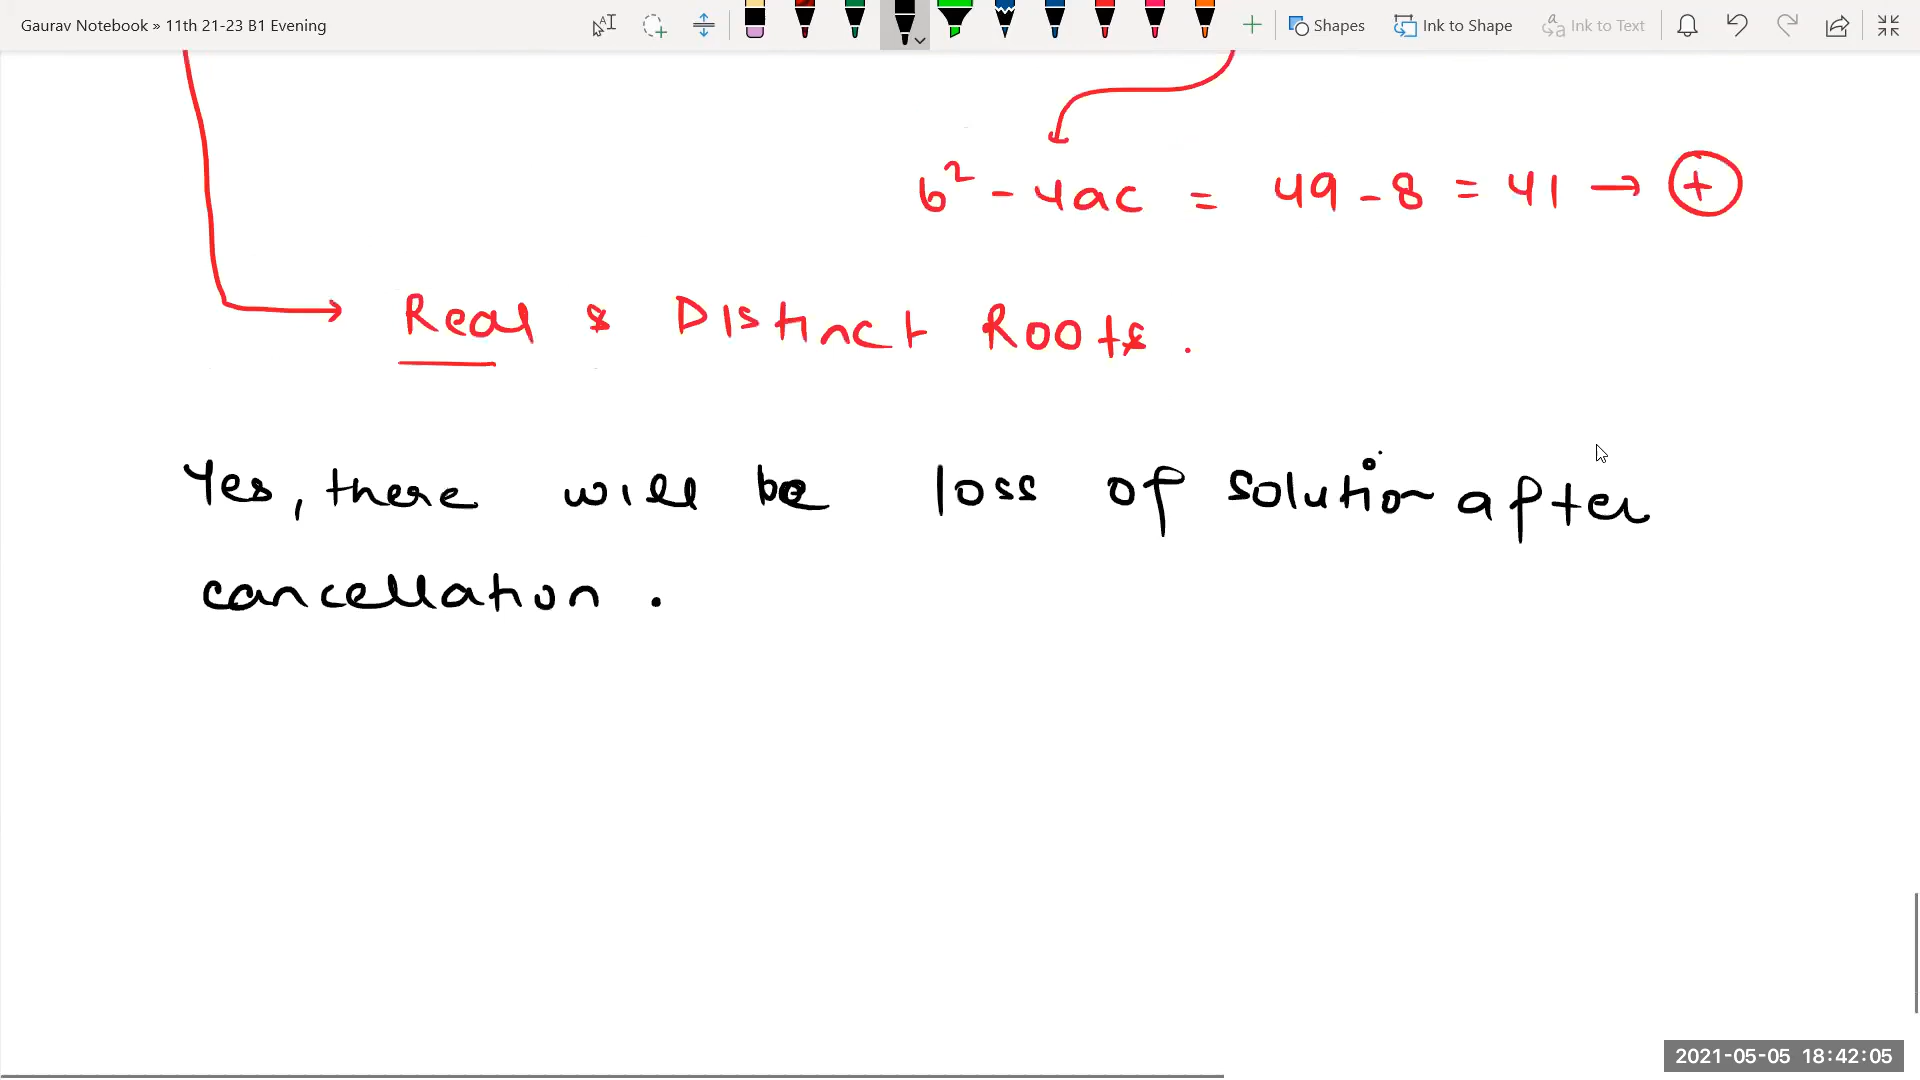 Gaurav Notebook » 11th 21-23 B1 Evening
Shapes
Ink to Shape
Ink to Text
b² - 4ac = 49 - 8 = 41 → +
Real & Distinct Roots.
Yes, there will be loss of solution after
cancellation.
2021-05-05 18:42:05